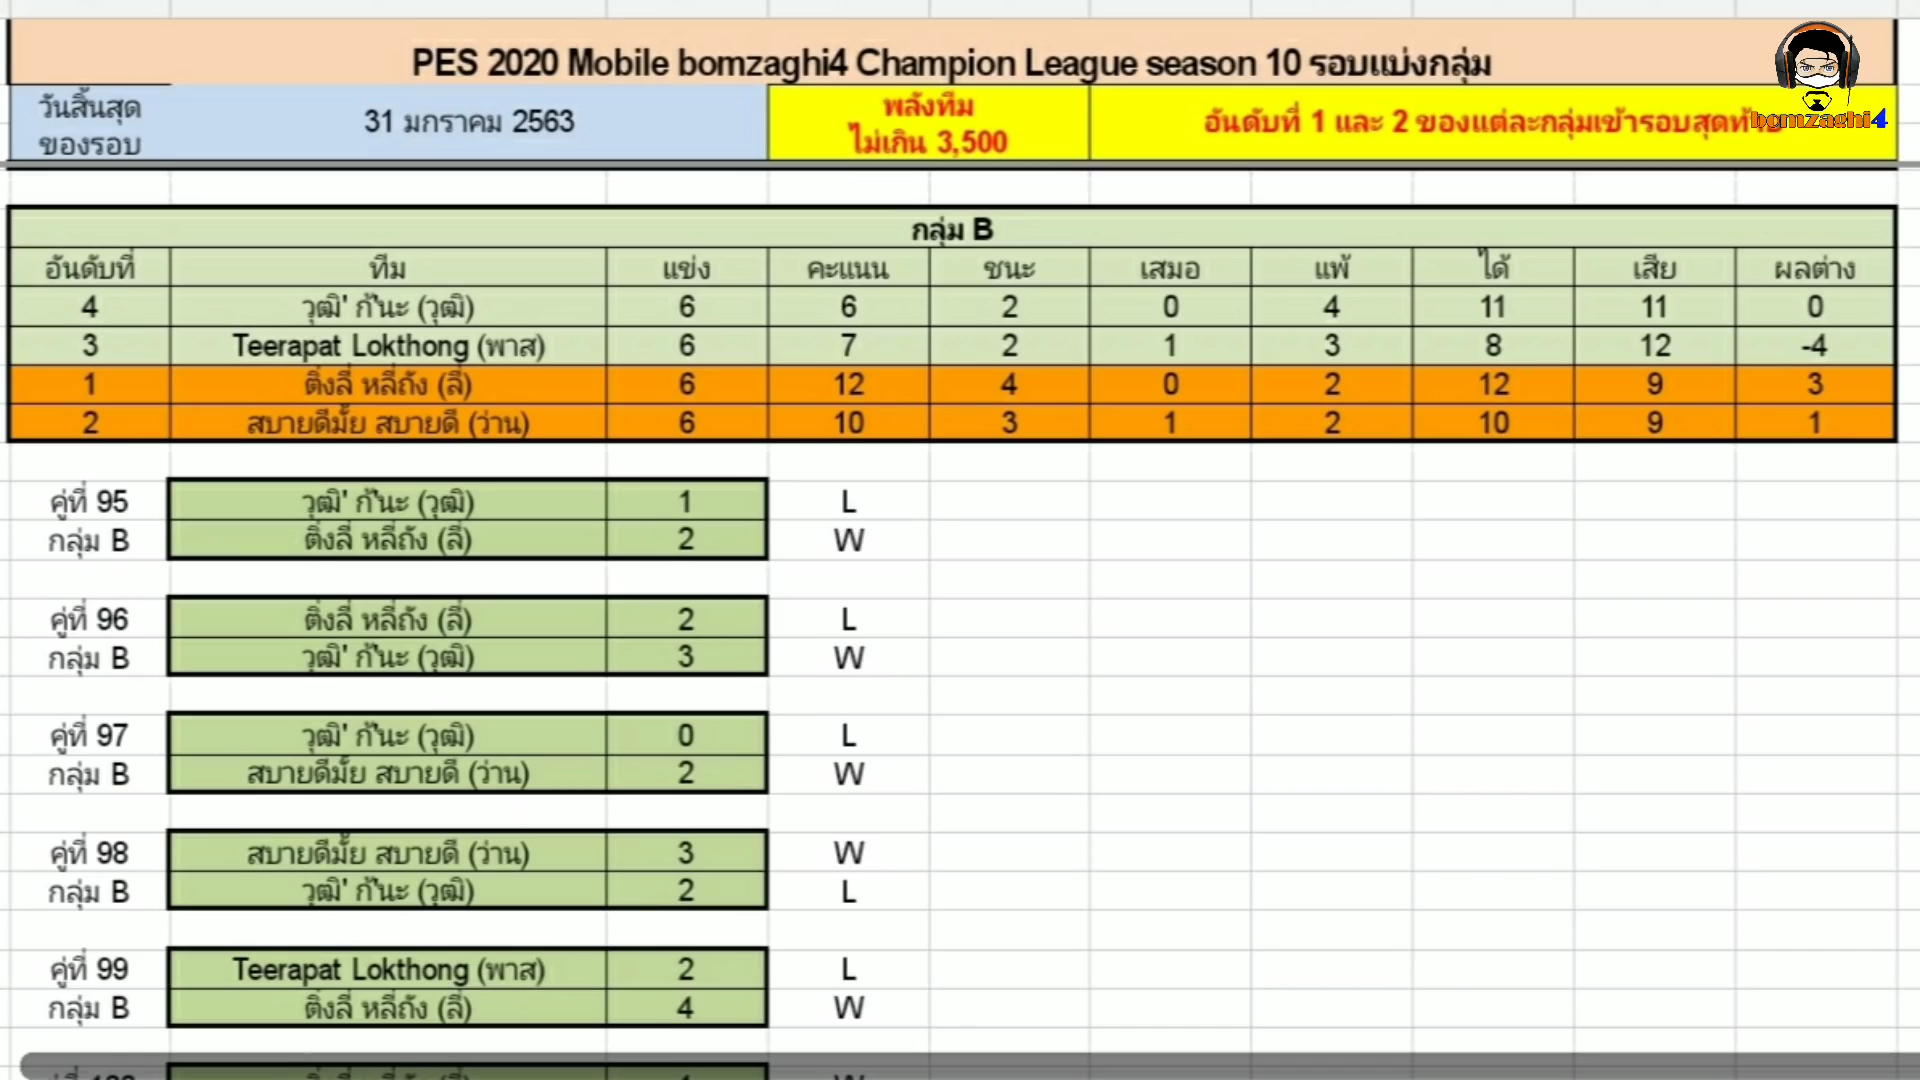 PES 2020 Mobile bomzaghi4 Champion League season 10 รอบแบ่งกลุ่ม
bomzaghi4
วันสิ้นสุด
ของรอบ
31 มกราคม 2563
พลังทีม
ไม่เกิน 3,500
อันดับที่ 1 และ 2 ของแต่ละกลุ่มเข้ารอบสุดท้าย
กลุ่ม B
อันดับที่ ทีม แข่ง คะแนน ชนะ เสมอ แพ้ ได้ เสีย ผลต่าง
4 วุฒิ' ก้'นะ (วุฒิ) 6 6 2 0 4 11 11 0
3 Teerapat Lokthong (พาส) 6 7 2 1 3 8 12 -4
1 ติ่งลี่ หลี่ถัง (ลี่) 6 12 4 0 2 12 9 3
2 สบายดีมั้ย สบายดี (ว่าน) 6 10 3 1 2 10 9 1
คู่ที่ 95 วุฒิ' ก้'นะ (วุฒิ) 1 L
กลุ่ม B ติ่งลี่ หลี่ถัง (ลี่) 2 W
คู่ที่ 96 ติ่งลี่ หลี่ถัง (ลี่) 2 L
กลุ่ม B วุฒิ' ก้'นะ (วุฒิ) 3 W
คู่ที่ 97 วุฒิ' ก้'นะ (วุฒิ) 0 L
กลุ่ม B สบายดีมั้ย สบายดี (ว่าน) 2 W
คู่ที่ 98 สบายดีมั้ย สบายดี (ว่าน) 3 W
กลุ่ม B วุฒิ' ก้'นะ (วุฒิ) 2 L
คู่ที่ 99 Teerapat Lokthong (พาส) 2 L
กลุ่ม B ติ่งลี่ หลี่ถัง (ลี่) 4 W